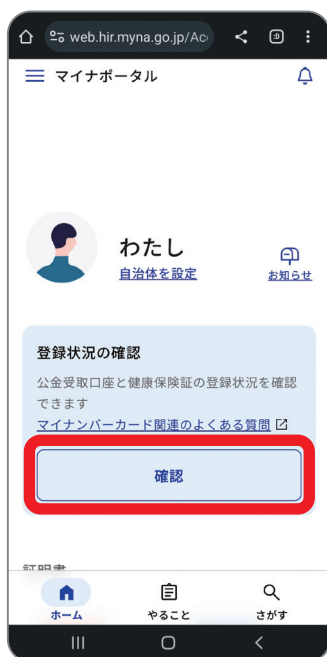 web.hir.myna.go.jp/Acc
マイナポータル
わたし
自治体を設定
お知らせ
登録状況の確認
公金受取口座と健康保険証の登録状況を確認
できます
マイナンバーカード関連のよくある質問
確認
証明書
ホーム
やること
さがす